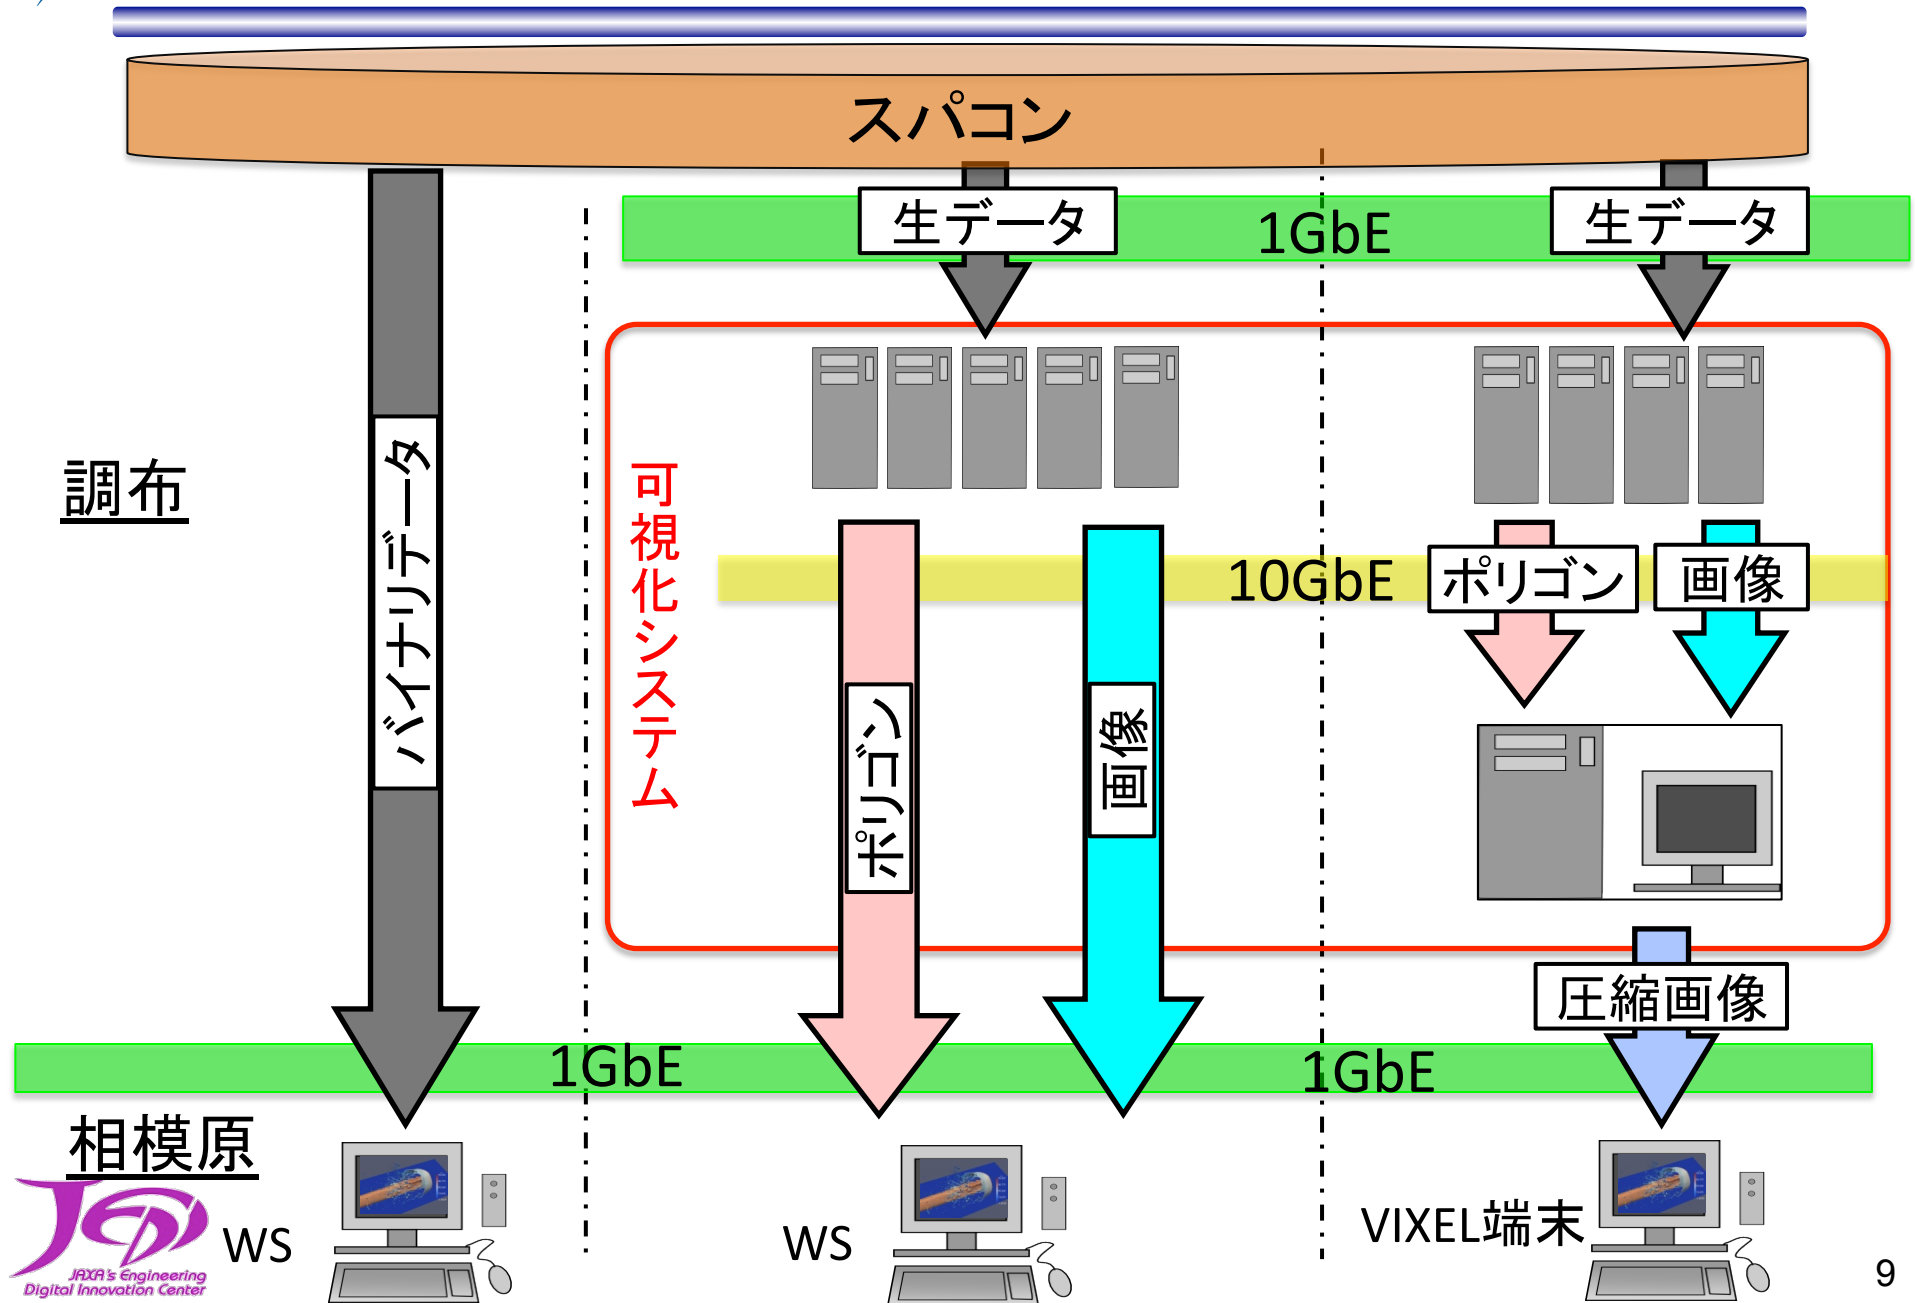 スパコン
生データ
1GbE
生データ
調布
バイナリデータ
可視化システム
10GbE
ポリゴン
画像
ポリゴン
画像
圧縮画像
1GbE
1GbE
相模原
WS
WS
VIXEL端末
JEDI
JAXA's Engineering
Digital Innovation Center
9